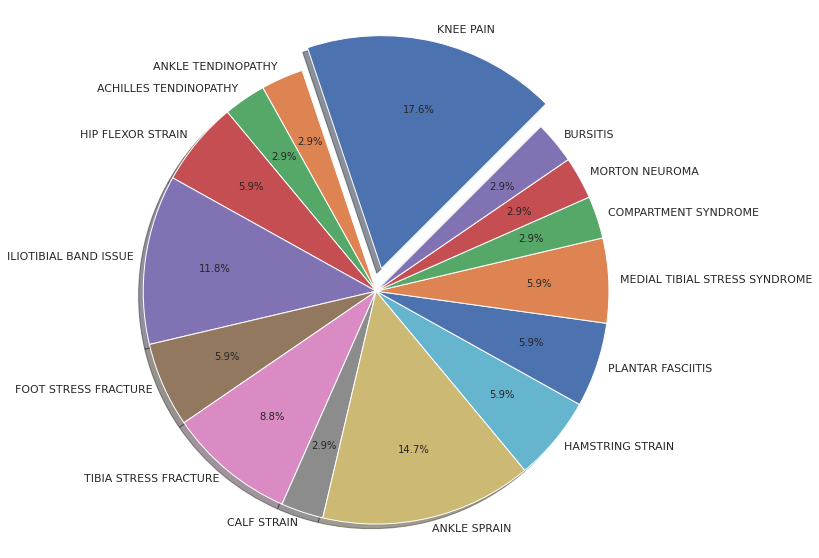 KNEE PAIN
17.6%
ANKLE TENDINOPATHY
2.9%
ACHILLES TENDINOPATHY
2.9%
HIP FLEXOR STRAIN
5.9%
ILIOTIBIAL BAND ISSUE
11.8%
FOOT STRESS FRACTURE
5.9%
TIBIA STRESS FRACTURE
8.8%
CALF STRAIN
2.9%
ANKLE SPRAIN
14.7%
HAMSTRING STRAIN
5.9%
PLANTAR FASCIITIS
5.9%
MEDIAL TIBIAL STRESS SYNDROME
5.9%
COMPARTMENT SYNDROME
2.9%
MORTON NEUROMA
2.9%
BURSITIS
2.9%